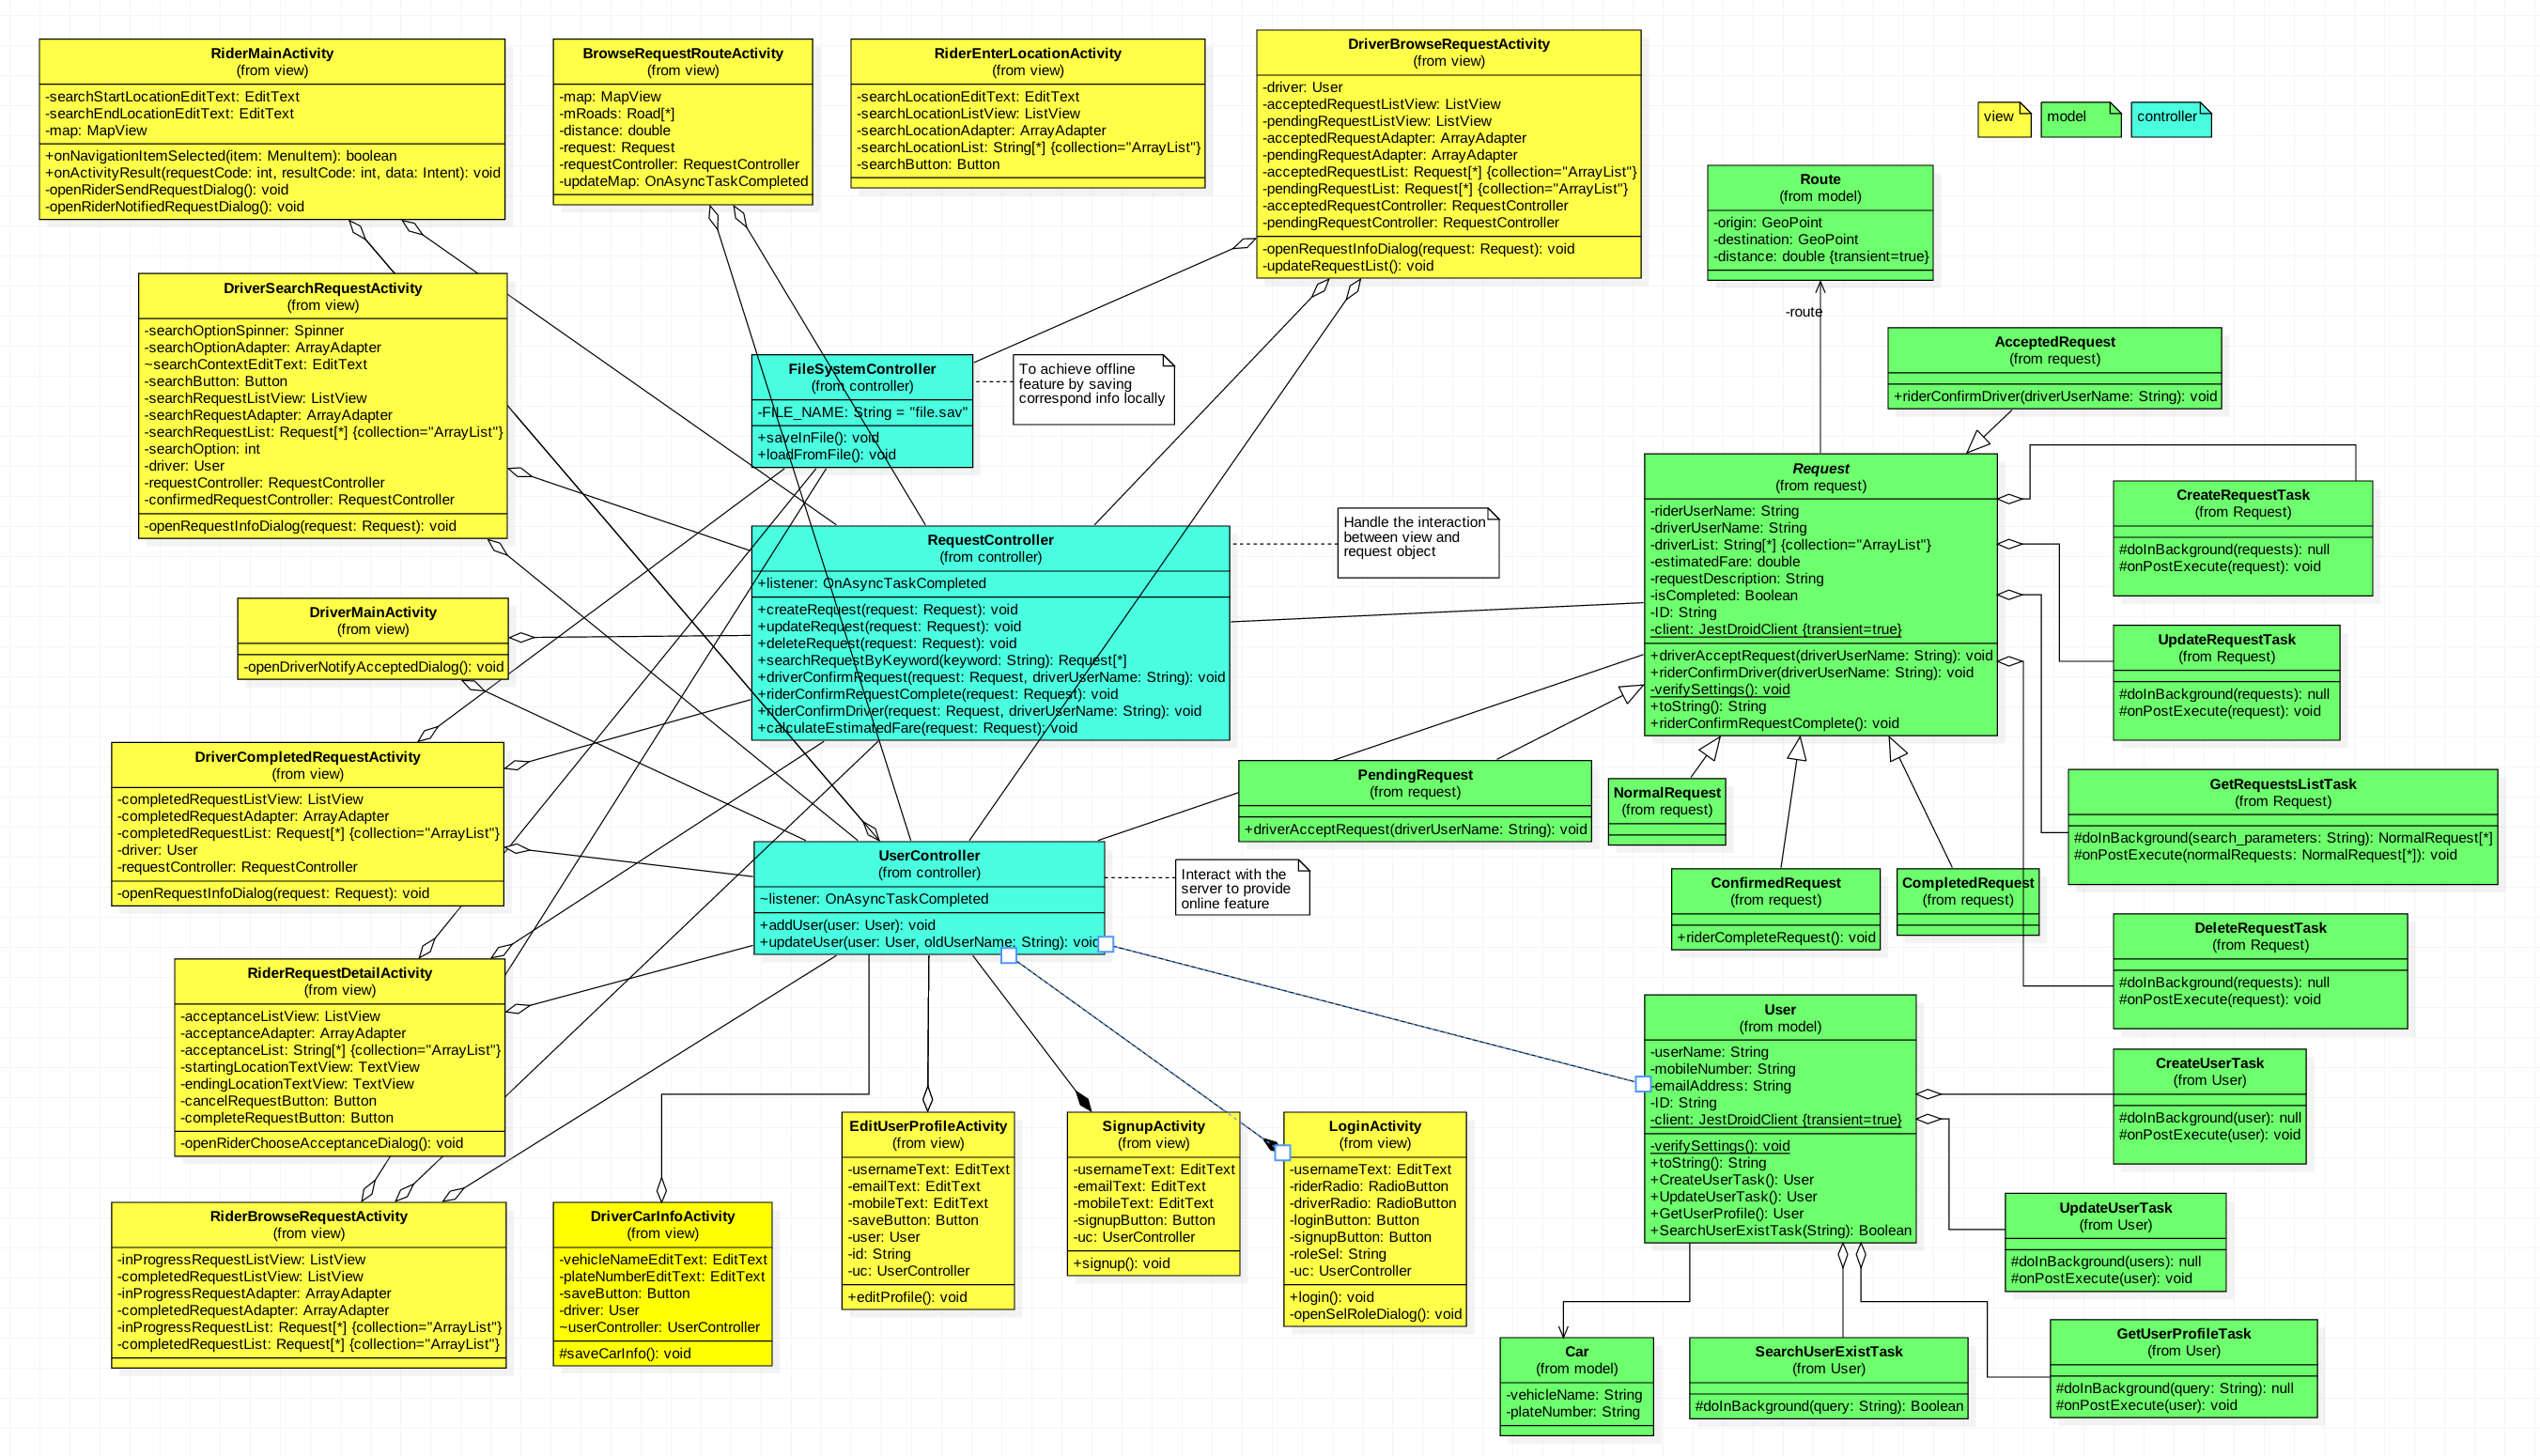 RiderMainActivity
(from view)
-searchStartLocationEditText: EditText
-searchEndLocationEditText: EditText
-map: MapView
+onNavigationItemSelected(item: MenuItem): boolean
+onActivityResult(requestCode: int, resultCode: int, data: Intent): void
-openRiderSendRequestDialog(): void
-openRiderNotifiedRequestDialog(): void
BrowseRequestRouteActivity
(from view)
-map: MapView
-mRoads: Road[*]
-distance: double
-request: Request
-requestController: RequestController
-updateMap: OnAsyncTaskCompleted
RiderEnterLocationActivity
(from view)
-searchLocationEditText: EditText
-searchLocationListView: ListView
-searchLocationAdapter: ArrayAdapter
-searchLocationList: String[*] {collection="ArrayList"}
-searchButton: Button
DriverBrowseRequestActivity
(from view)
-driver: User
-acceptedRequestListView: ListView
-pendingRequestListView: ListView
-acceptedRequestAdapter: ArrayAdapter
-pendingRequestAdapter: ArrayAdapter
-acceptedRequestList: Request[*] {collection="ArrayList"}
-pendingRequestList: Request[*] {collection="ArrayList"}
-acceptedRequestController: RequestController
-pendingRequestController: RequestController
-openRequestInfoDialog(request: Request): void
-updateRequestList(): void
view
model
controller
Route
(from model)
-origin: GeoPoint
-destination: GeoPoint
-distance: double {transient=true}
-route
DriverSearchRequestActivity
(from view)
-searchOptionSpinner: Spinner
-searchOptionAdapter: ArrayAdapter
~searchContextEditText: EditText
-searchButton: Button
-searchRequestListView: ListView
-searchRequestAdapter: ArrayAdapter
-searchRequestList: Request[*] {collection="ArrayList"}
-searchOption: int
-driver: User
-requestController: RequestController
-confirmedRequestController: RequestController
-openRequestInfoDialog(request: Request): void
FileSystemController
(from controller)
-FILE_NAME: String = "file.sav"
+saveInFile(): void
+loadFromFile(): void
To achieve offline
feature by saving
correspond info locally
AcceptedRequest
(from request)
+riderConfirmDriver(driverUserName: String): void
Request
(from request)
-riderUserName: String
-driverUserName: String
-driverList: String[*] {collection="ArrayList"}
-estimatedFare: double
-requestDescription: String
-isCompleted: Boolean
-ID: String
-client: JestDroidClient {transient=true}
+driverAcceptRequest(driverUserName: String): void
+riderConfirmDriver(driverUserName: String): void
-verifySettings(): void
+toString(): String
+riderConfirmRequestComplete(): void
CreateRequestTask
(from Request)
#doInBackground(requests): null
#onPostExecute(request): void
RequestController
(from controller)
+listener: OnAsyncTaskCompleted
+createRequest(request: Request): void
+updateRequest(request: Request): void
+deleteRequest(request: Request): void
+searchRequestByKeyword(keyword: String): Request[*]
+driverConfirmRequest(request: Request, driverUserName: String): void
+riderConfirmRequestComplete(request: Request): void
+riderConfirmDriver(request: Request, driverUserName: String): void
+calculateEstimatedFare(request: Request): void
Handle the interaction
between view and
request object
DriverMainActivity
(from view)
-openDriverNotifyAcceptedDialog(): void
UpdateRequestTask
(from Request)
#doInBackground(requests): null
#onPostExecute(request): void
DriverCompletedRequestActivity
(from view)
-completedRequestListView: ListView
-completedRequestAdapter: ArrayAdapter
-completedRequestList: Request[*] {collection="ArrayList"}
-driver: User
-requestController: RequestController
-openRequestInfoDialog(request: Request): void
PendingRequest
(from request)
+driverAcceptRequest(driverUserName: String): void
NormalRequest
(from request)
GetRequestsListTask
(from Request)
#doInBackground(search_parameters: String): NormalRequest[*]
#onPostExecute(normalRequests: NormalRequest[*]): void
UserController
(from controller)
~listener: OnAsyncTaskCompleted
+addUser(user: User): void
+updateUser(user: User, oldUserName: String): void
Interact with the
server to provide
online feature
ConfirmedRequest
(from request)
+riderCompleteRequest(): void
CompletedRequest
(from request)
DeleteRequestTask
(from Request)
#doInBackground(requests): null
#onPostExecute(request): void
RiderRequestDetailActivity
(from view)
-acceptanceListView: ListView
-acceptanceAdapter: ArrayAdapter
-acceptanceList: String[*] {collection="ArrayList"}
-startingLocationTextView: TextView
-endingLocationTextView: TextView
-cancelRequestButton: Button
-completeRequestButton: Button
-openRiderChooseAcceptanceDialog(): void
User
(from model)
-userName: String
-mobileNumber: String
-emailAddress: String
-ID: String
-client: JestDroidClient {transient=true}
-verifySettings(): void
+toString(): String
+CreateUserTask(): User
+UpdateUserTask(): User
+GetUserProfile(): User
+SearchUserExistTask(String): Boolean
CreateUserTask
(from User)
#doInBackground(user): null
#onPostExecute(user): void
EditUserProfileActivity
(from view)
-usernameText: EditText
-emailText: EditText
-mobileText: EditText
-saveButton: Button
-user: User
-id: String
-uc: UserController
+editProfile(): void
SignupActivity
(from view)
-usernameText: EditText
-emailText: EditText
-mobileText: EditText
-signupButton: Button
-uc: UserController
+signup(): void
LoginActivity
(from view)
-usernameText: EditText
-riderRadio: RadioButton
-driverRadio: RadioButton
-loginButton: Button
-signupButton: Button
-roleSel: String
-uc: UserController
+login(): void
-openSelRoleDialog(): void
RiderBrowseRequestActivity
(from view)
-inProgressRequestListView: ListView
-completedRequestListView: ListView
-inProgressRequestAdapter: ArrayAdapter
-completedRequestAdapter: ArrayAdapter
-inProgressRequestList: Request[*] {collection="ArrayList"}
-completedRequestList: Request[*] {collection="ArrayList"}
DriverCarInfoActivity
(from view)
-vehicleNameEditText: EditText
-plateNumberEditText: EditText
-saveButton: Button
-driver: User
~userController: UserController
#saveCarInfo(): void
UpdateUserTask
(from User)
#doInBackground(users): null
#onPostExecute(user): void
Car
(from model)
-vehicleName: String
-plateNumber: String
SearchUserExistTask
(from User)
#doInBackground(query: String): Boolean
GetUserProfileTask
(from User)
#doInBackground(query: String): null
#onPostExecute(user): void